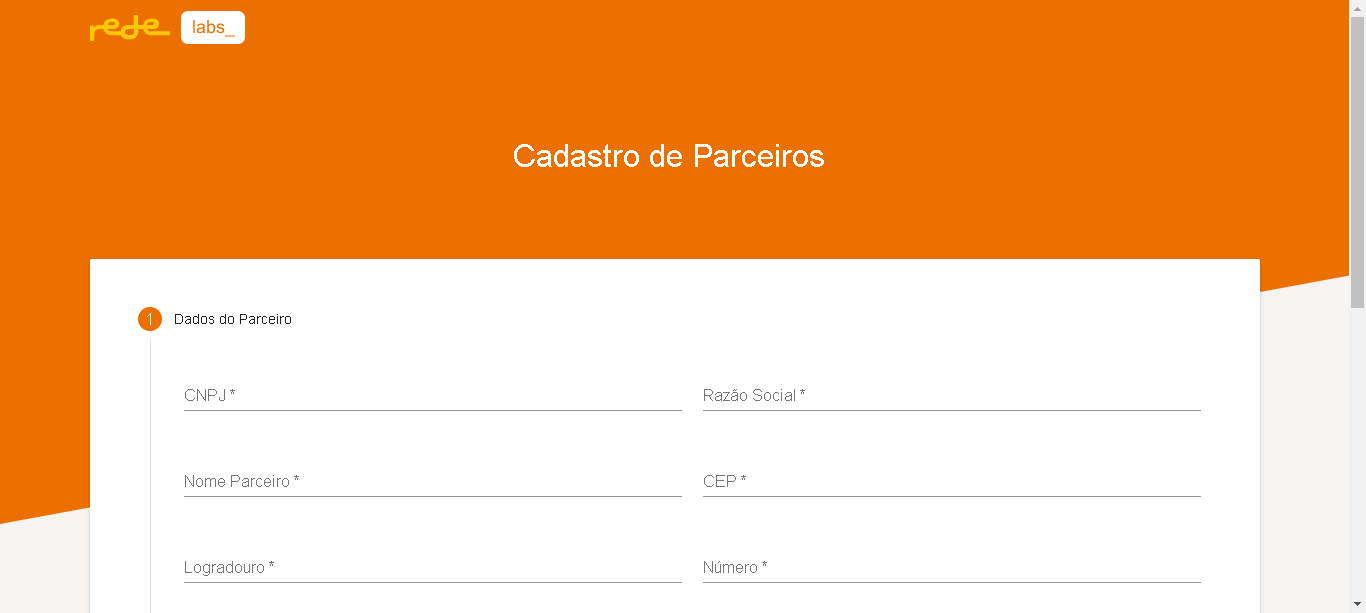 rede labs_
Cadastro de Parceiros
1 Dados do Parceiro
CNPJ * Razão Social *
Nome Parceiro * CEP *
Logradouro * Número *